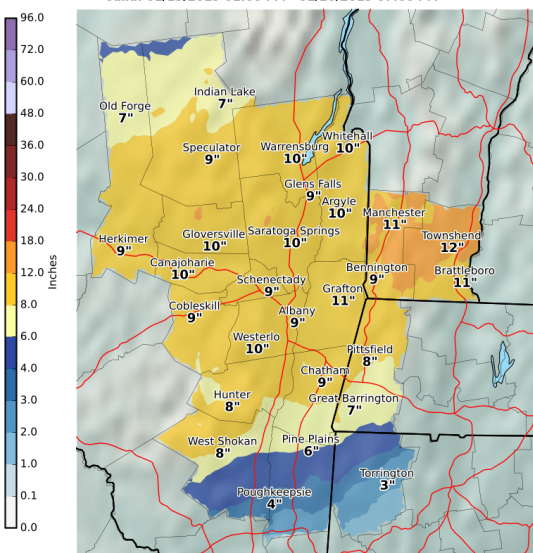 96.0
72.0
60.0
48.0
36.0
30.0
24.0
18.0
12.0
8.0
6.0
4.0
3.0
2.0
1.0
0.1
0.0
Inches
Indian Lake
7"
Old Forge
7"
Whitehall
10"
Warrensburg
10"
Speculator
9"
Glens Falls
9"
Argyle
10"
Manchester
11"
Saratoga Springs
10"
Gloversville
10"
Townshend
12"
Herkimer
9"
Canajoharie
10"
Bennington
9"
Brattleboro
11"
Schenectady
9"
Grafton
11"
Cobleskill
9"
Albany
9"
Westerlo
10"
Pittsfield
8"
Chatham
9"
Hunter
8"
Great Barrington
7"
West Shokan
8"
Pine Plains
6"
Torrington
3"
Poughkeepsie
4"